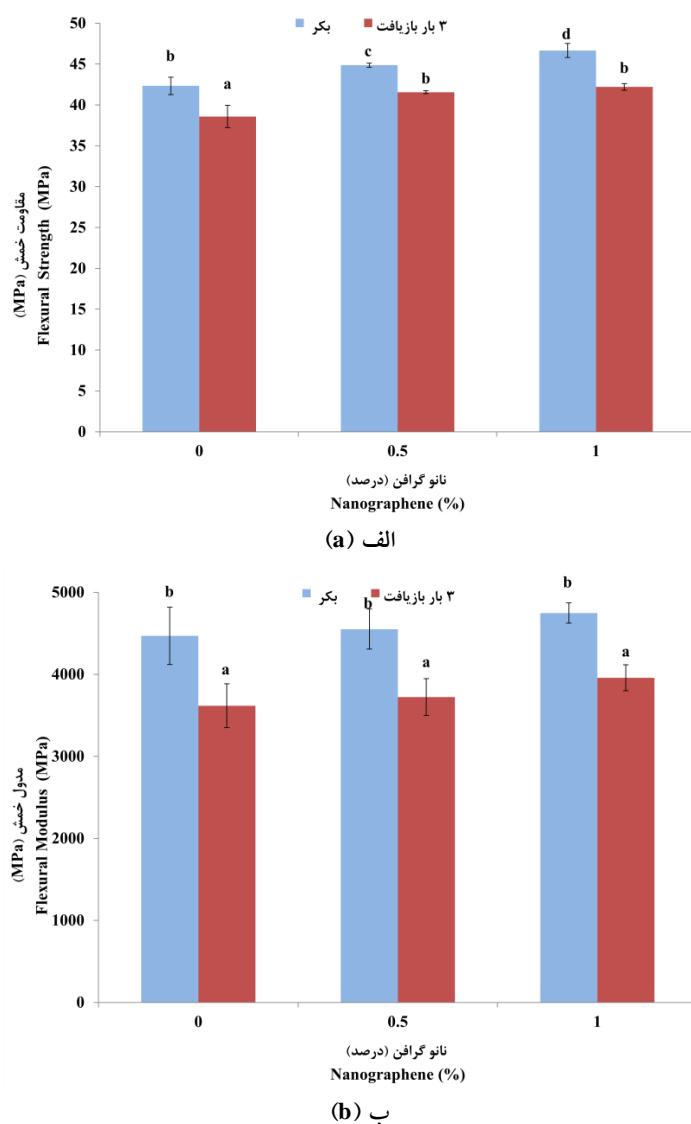 بکر ۳ بار بازیافت
50
45
40
35
30
25
20
15
10
5
0
b
a
c
b
d
b
مقاومت خمش (MPa)
Flexural Strength (MPa)
0 0.5 1
نانو گرافن (درصد)
Nanographene (%)
الف (a)
بکر ۳ بار بازیافت
5000
4000
3000
2000
1000
0
b
a
b
a
b
a
مدول خمش (MPa)
Flexural Modulus (MPa)
0 0.5 1
نانو گرافن (درصد)
Nanographene (%)
ب (b)